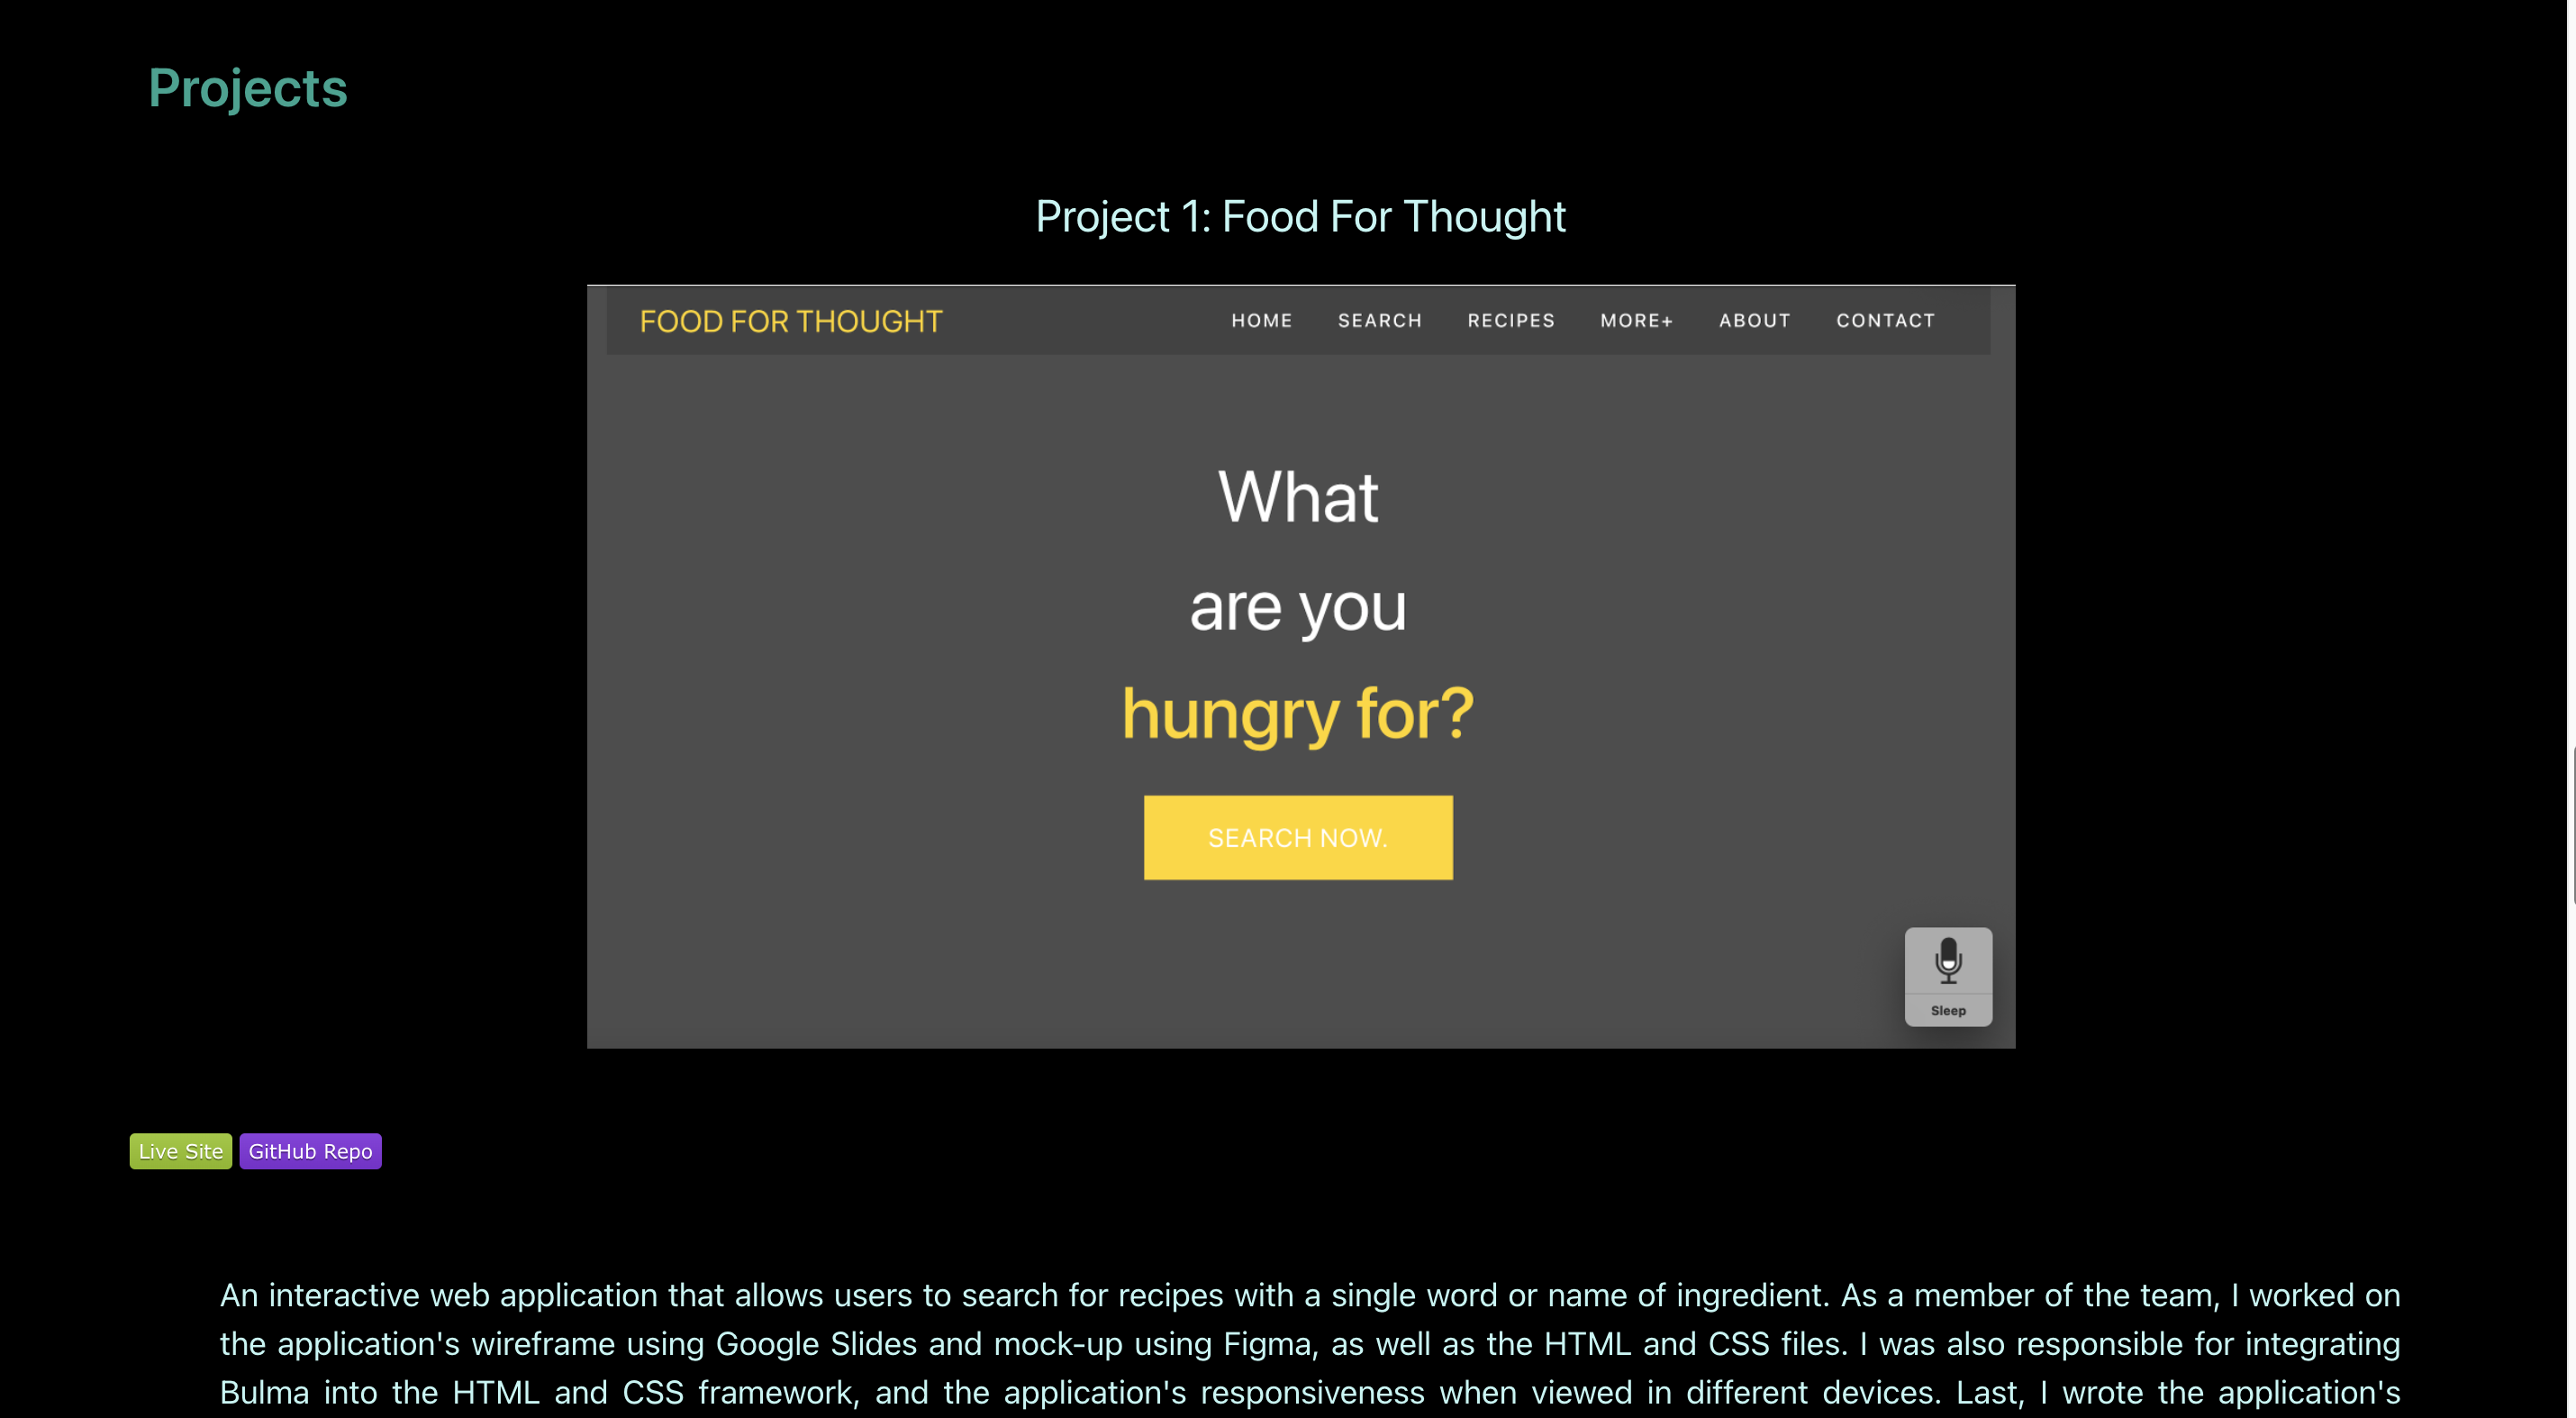 Projects
Project 1: Food For Thought
FOOD FOR THOUGHT HOME SEARCH RECIPES MORE+ ABOUT CONTACT
What
are you
hungry for?
SEARCH NOW.
Sleep
Live Site GitHub Repo
An interactive web application that allows users to search for recipes with a single word or name of ingredient. As a member of the team, I worked on
the application's wireframe using Google Slides and mock-up using Figma, as well as the HTML and CSS files. I was also responsible for integrating
Bulma into the HTML and CSS framework, and the application's responsiveness when viewed in different devices. Last, I wrote the application's